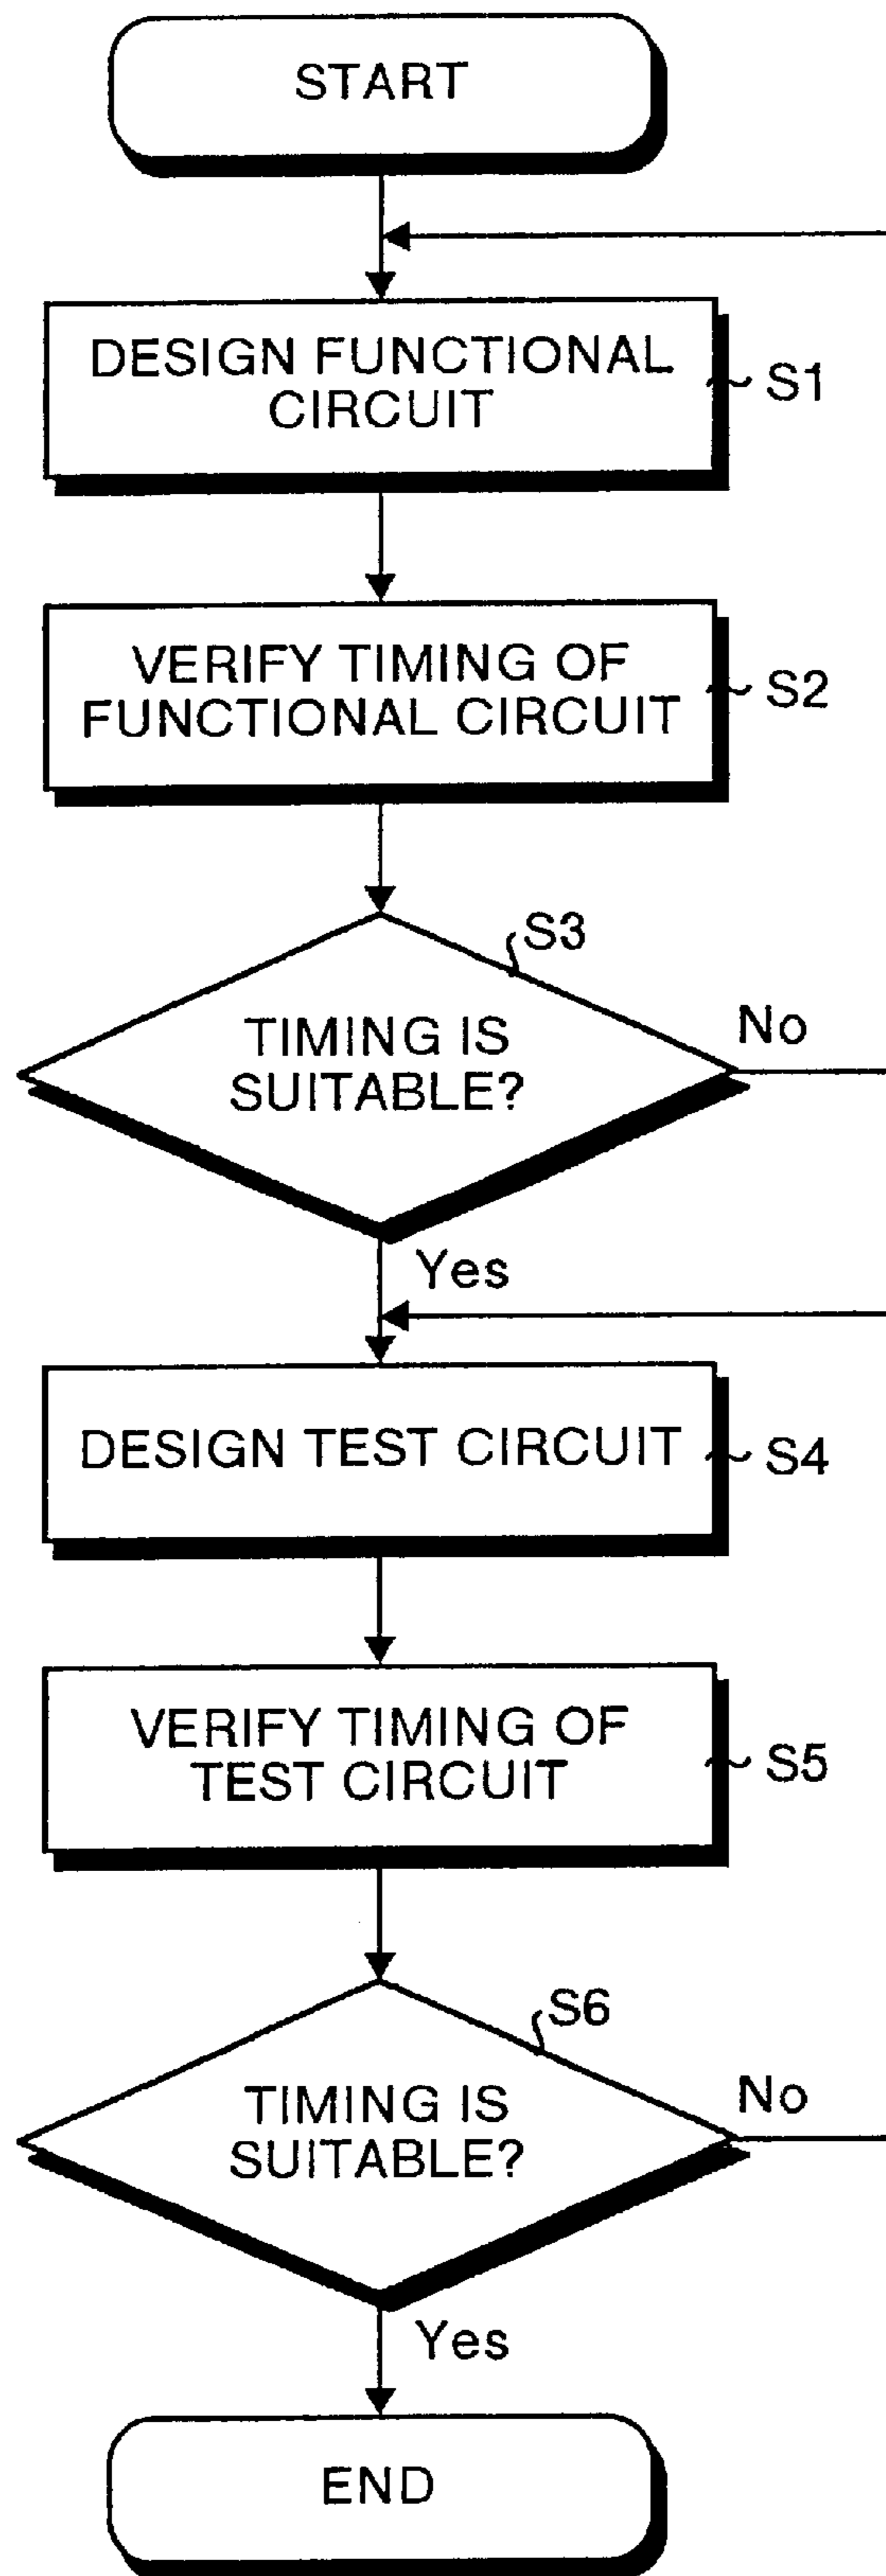 START
DESIGN FUNCTIONAL
CIRCUIT
S1
VERIFY TIMING OF
FUNCTIONAL CIRCUIT
S2
S3
TIMING IS
SUITABLE?
No
Yes
DESIGN TEST CIRCUIT
S4
VERIFY TIMING OF
TEST CIRCUIT
S5
S6
TIMING IS
SUITABLE?
No
Yes
END